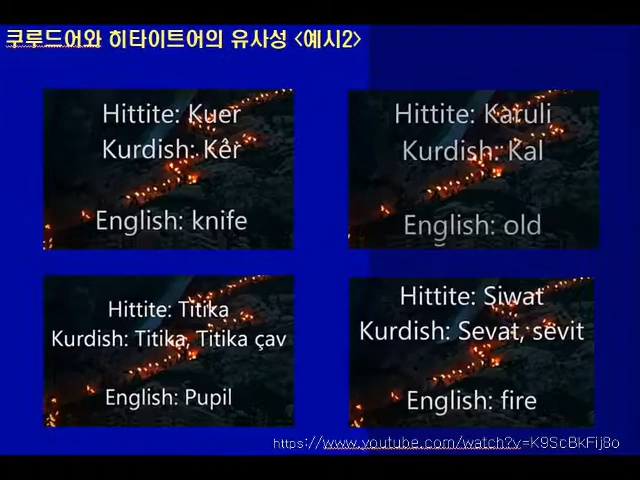 쿠루드어와 히타이트어의 유사성 <예시2>
Hittite: Kuer
Kurdish: Kêr
English: knife
Hittite: Karuli
Kurdish: Kal
English: old
Hittite: Titika
Kurdish: Titika, Titika çav
English: Pupil
Hittite: Siwat
Kurdish: Sevat, sëvit
English: fire
https://www.youtube.com/watch?v=K9ScBkFij8o